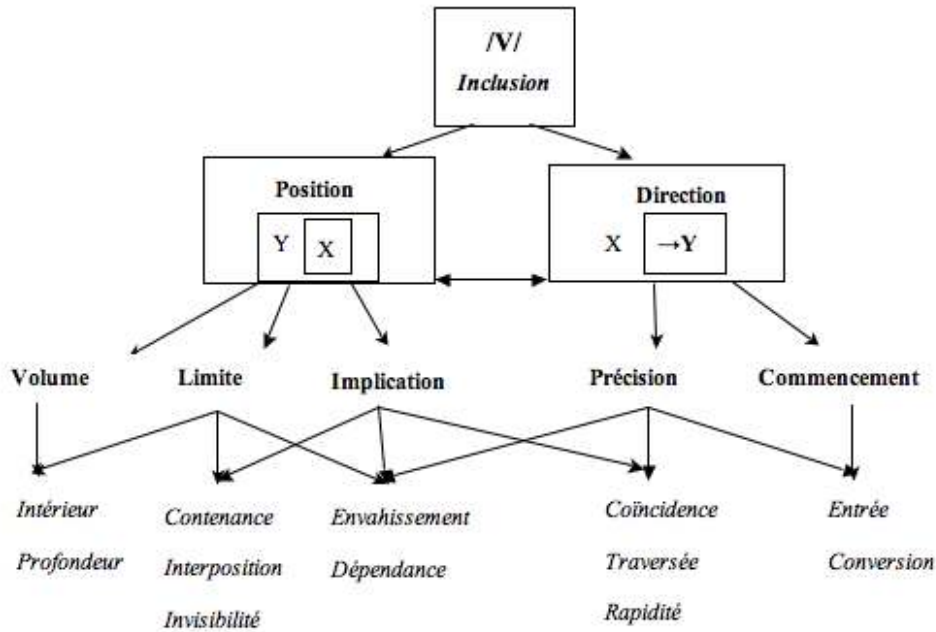 /V/
Inclusion
Position
Y X
Direction
X →Y
Volume Limite Implication Précision Commencement
Intérieur Contenance Envahissement Coïncidence Entrée
Profondeur Interposition Dépendance Traversée Conversion
Invisibilité Rapidité